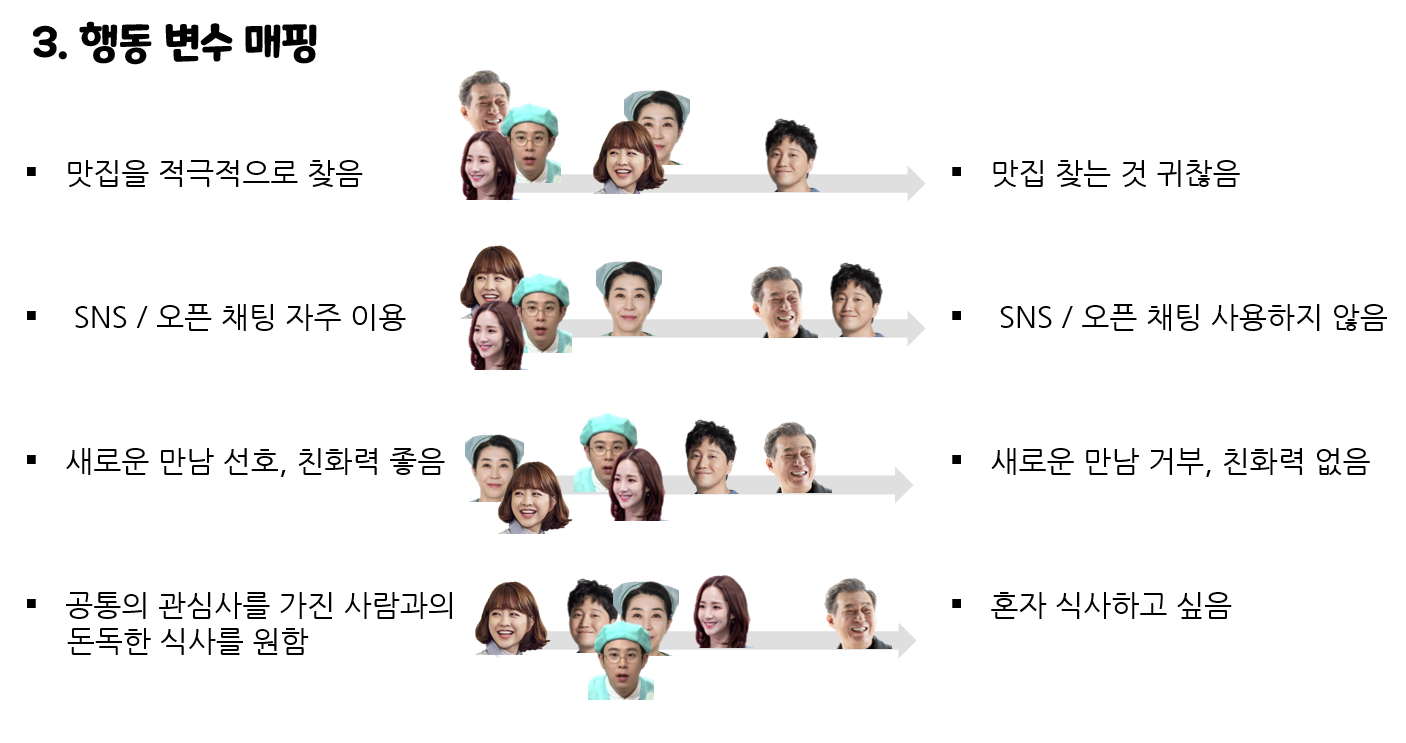 3. 행동 변수 매핑
▪ 맛집을 적극적으로 찾음
▪ 맛집 찾는 것 귀찮음
▪ SNS / 오픈 채팅 자주 이용
▪ SNS / 오픈 채팅 사용하지 않음
▪ 새로운 만남 선호, 친화력 좋음
▪ 새로운 만남 거부, 친화력 없음
▪ 공통의 관심사를 가진 사람과의
돈독한 식사를 원함
▪ 혼자 식사하고 싶음